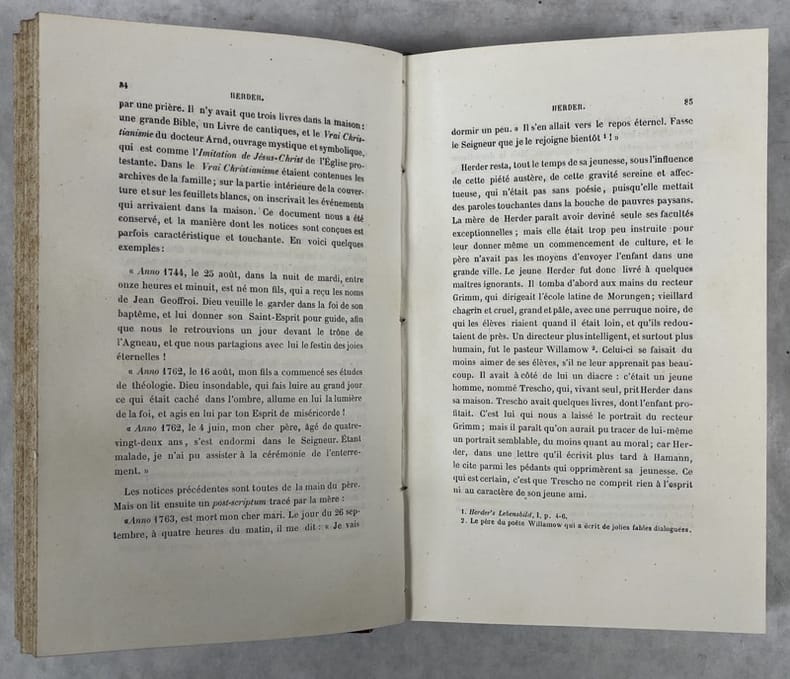 84
HERDER.
par une prière. Il n'y avait que trois livres dans la maison :
une grande Bible, un Livre de cantiques, et le Vrai Chris-
tianisme du docteur Arnd, ouvrage mystique et symbolique,
qui est comme l'Imitation de Jésus-Christ de l'Église pro-
testante. Dans le Vrai Christianisme étaient contenues les
archives de la famille ; sur la partie intérieure de la couver-
ture et sur les feuillets blancs, on inscrivait les événements
qui arrivaient dans la maison. Ce document nous a été
conservé, et la manière dont les notices sont conçues est
parfois caractéristique et touchante. En voici quelques
exemples :
« Anno 1744, le 25 août, dans la nuit de mardi, entre
onze heures et minuit, est né mon fils, qui a reçu les noms
de Jean Geoffroi. Dieu veuille le garder dans la foi de son
baptême, et lui donner son Saint-Esprit pour guide, afin
que nous le retrouvions un jour devant le trône de
l'Agneau, et que nous partagions avec lui le festin des joies
éternelles !
« Anno 1762, le 16 août, mon fils a commencé ses études
de théologie. Dieu insondable, qui fais luire au grand jour
ce qui était caché dans l'ombre, allume en lui la lumière
de la foi, et agis en lui par ton Esprit de miséricorde !
« Anno 1762, le 4 juin, mon cher père, âgé de quatre-
vingt-deux ans, s'est endormi dans le Seigneur. Étant
malade, je n'ai pu assister à la cérémonie de l'enterre-
ment. »
Les notices précédentes sont toutes de la main du père.
Mais on lit ensuite un post-scriptum tracé par la mère :
« Anno 1763, est mort mon cher mari. Le jour du 26 sep-
tembre, à quatre heures du matin, il me dit : « Je vais
HERDER.
85
dormir un peu. » Il s'en allait vers le repos éternel. Fasse
le Seigneur que je le rejoigne bientôt ¹ ! »
Herder resta, tout le temps de sa jeunesse, sous l'influence
de cette piété austère, de cette gravité sereine et affec-
tueuse, qui n'était pas sans poésie, puisqu'elle mettait
des paroles touchantes dans la bouche de pauvres paysans.
La mère de Herder paraît avoir deviné seule ses facultés
exceptionnelles ; mais elle était trop peu instruite pour
leur donner même un commencement de culture, et le
père n'avait pas les moyens d'envoyer l'enfant dans une
grande ville. Le jeune Herder fut donc livré à quelques
maîtres ignorants. Il tomba d'abord aux mains du recteur
Grimm, qui dirigeait l'école latine de Morungen ; vieillard
chagrin et cruel, grand et pâle, avec une perruque noire, de
qui les élèves riaient quand il était loin, et qu'ils redou-
taient de près. Un directeur plus intelligent, et surtout plus
humain, fut le pasteur Willamow ². Celui-ci se faisait du
moins aimer de ses élèves, s'il ne leur apprenait pas beau-
coup. Il avait à côté de lui un diacre : c'était un jeune
homme, nommé Trescho, qui, vivant seul, prit Herder dans
sa maison. Trescho avait quelques livres, dont l'enfant pro-
fitait. C'est lui qui nous a laissé le portrait du recteur
Grimm ; mais il paraît qu'on aurait pu tracer de lui-même
un portrait semblable, du moins quant au moral ; car Her-
der, dans une lettre qu'il écrivit plus tard à Hamann,
le cite parmi les pédants qui opprimèrent sa jeunesse. Ce
qui est certain, c'est que Trescho ne comprit rien à l'esprit
ni au caractère de son jeune ami.
1. Herder's Lebensbild, I, p. 4-6.
2. Le père du poëte Willamow qui a écrit de jolies fables dialoguées.